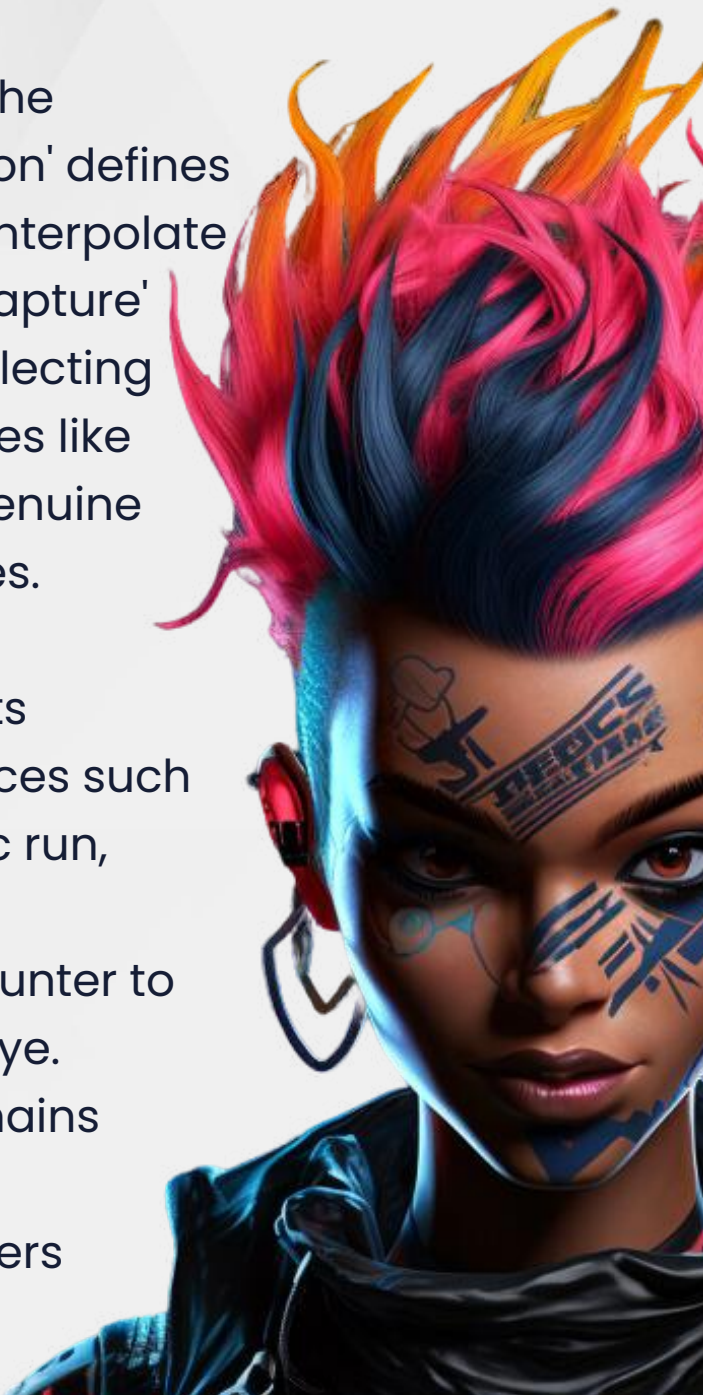 he
on' defines
nterpolate
apture'
lecting
es like
enuine
es.
ts
ces such
c run,
unter to
ye.
nains
ers